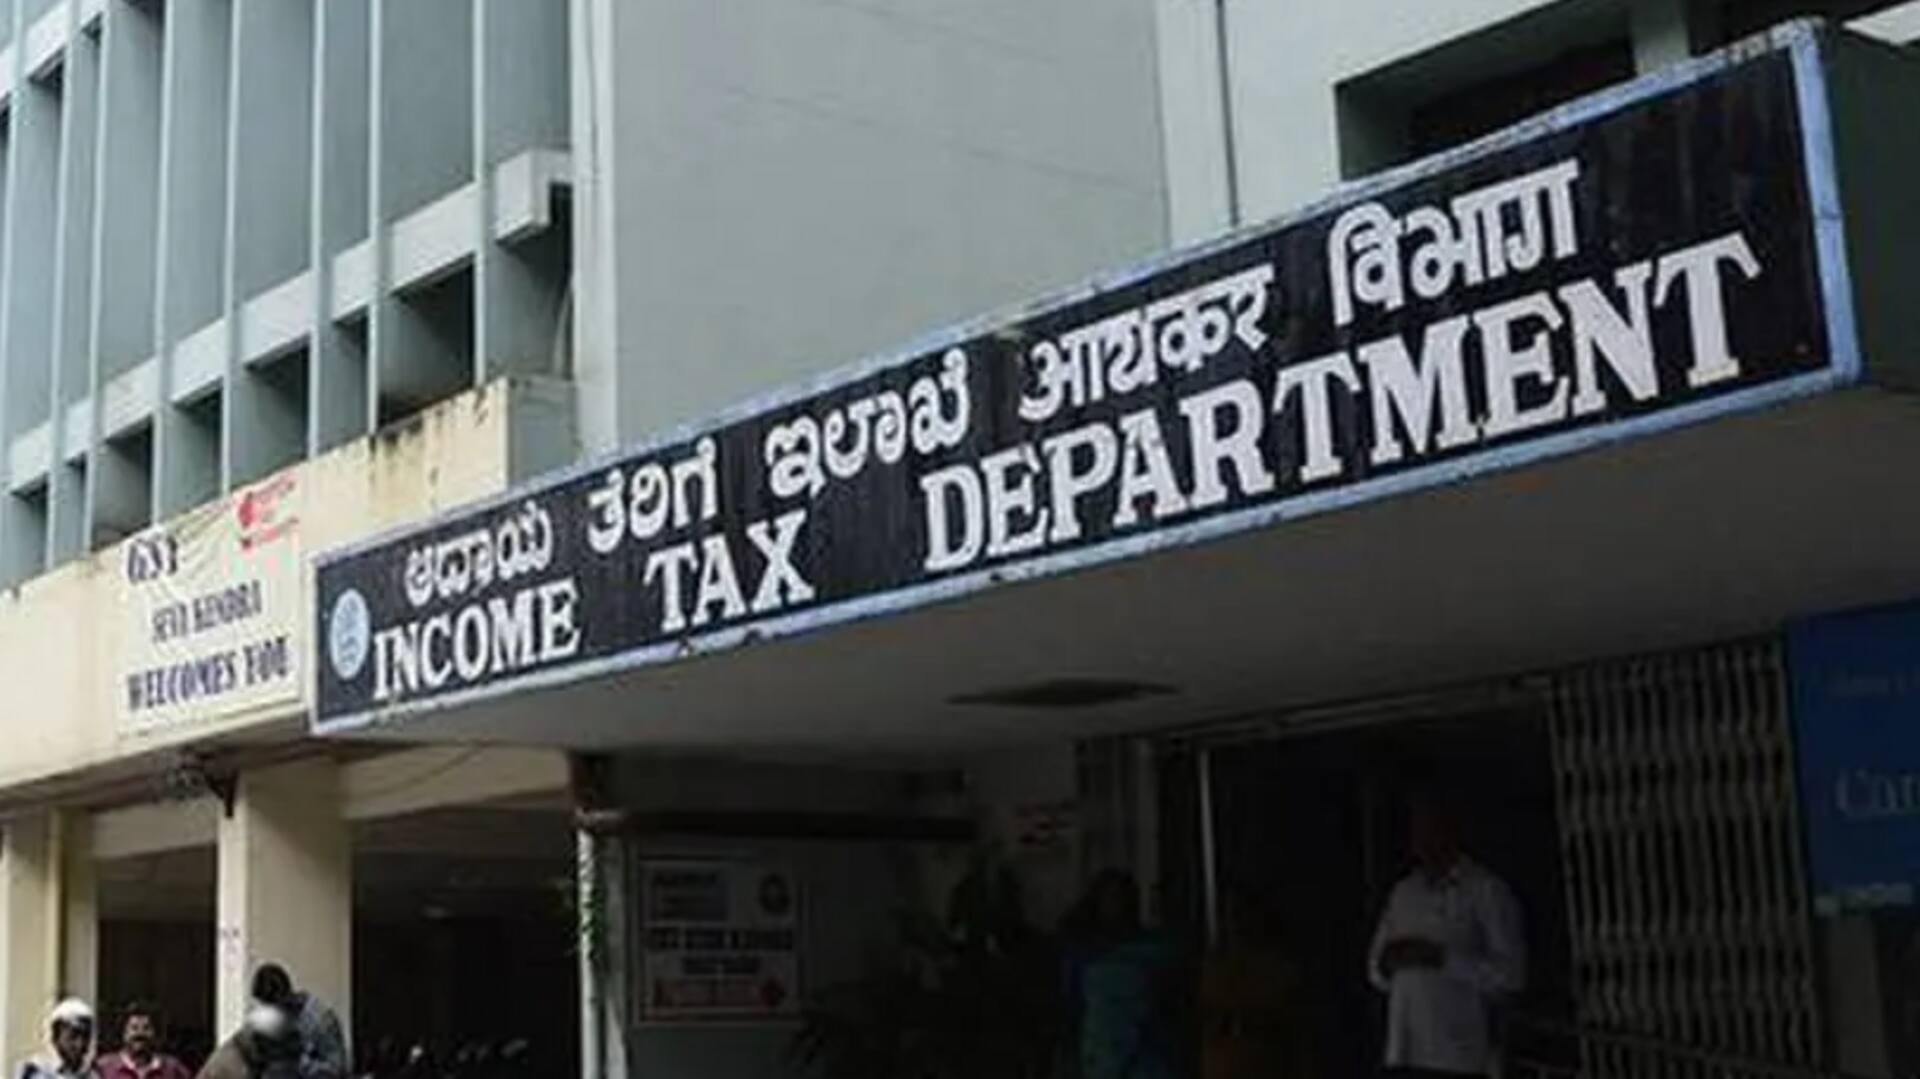 ಆದಾಯ ತೆರಿಗೆ ಇಲಾಖೆ आयकर विभाग
INCOME TAX DEPARTMENT
GST
SEVA KENDRA
WELCOMES YOU